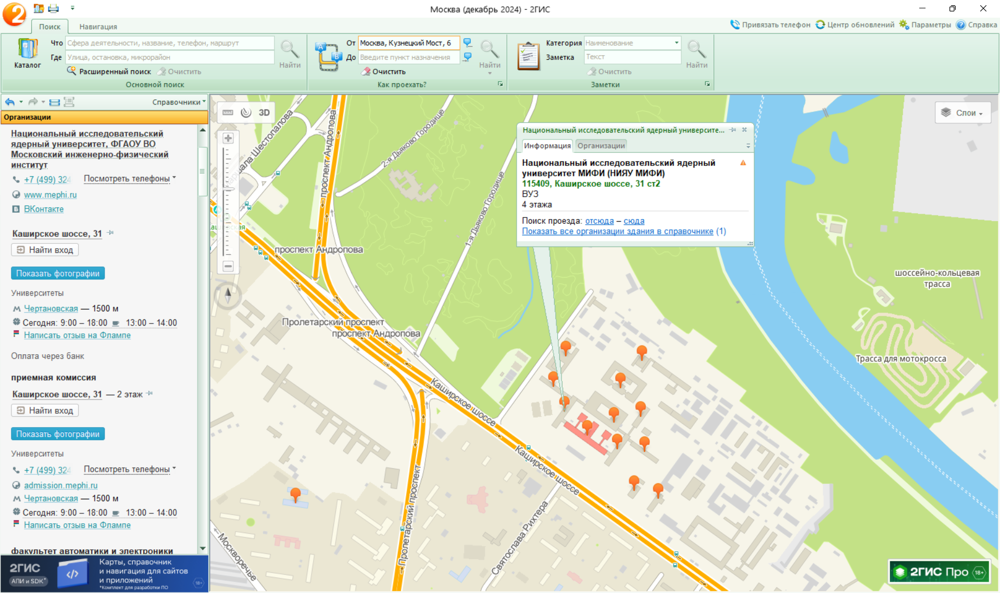 Москва (декабрь 2024) - 2ГИС
Поиск
Навигация
Привязать телефон
Центр обновлений
Параметры
Справка
Каталог
Что
Сфера деятельности, название, телефон, маршрут
Где
Улица, остановка, микрорайон
Найти
Расширенный поиск
Очистить
Основной поиск
От
Москва, Кузнецкий Мост, 6
До
Введите пункт назначения
Найти
Очистить
Как проехать?
Категория
Наименование
Заметка
Текст
Найти
Очистить
Заметки
Справочники
Организации
Национальный исследовательский
ядерный университет, ФГАОУ ВО
Московский инженерно-физический
институт
+7 (499) 324
Посмотреть телефоны
www.mephi.ru
ВКонтакте
Каширское шоссе, 31
Найти вход
Показать фотографии
Университеты
Чертановская — 1500 м
Сегодня: 9:00 – 18:00 13:00 – 14:00
Написать отзыв на Флампе
Оплата через банк
приемная комиссия
Каширское шоссе, 31 — 2 этаж
Найти вход
Показать фотографии
Университеты
+7 (499) 324
Посмотреть телефоны
admission.mephi.ru
Чертановская — 1500 м
Сегодня: 9:00 – 18:00 13:00 – 14:00
Написать отзыв на Флампе
факультет автоматики и электроники
2ГИС
АПИ и SDK*
Карты, справочник
и навигация для сайтов
и приложений
*Комплект для разработки ПО
18+
3D
Слои
Национальный исследовательский ядерный университе...
Информация
Организации
Национальный исследовательский ядерный
университет МИФИ (НИЯУ МИФИ)
115409, Каширское шоссе, 31 ст2
ВУЗ
4 этажа
Поиск проезда: отсюда – сюда
Показать все организации здания в справочнике (1)
проспект Андропова
2-я Дьяково Городище
1-я Дьяково Городище
проспект Андропова
Пролетарский проспект
проспект Андропова
Каширское шоссе
Каширское шоссе
Пролетарский проспект
Святослава Рихтера
Москворечье
шоссейно-кольцевая
трасса
Трасса для мотокросса
2ГИС Про 18+